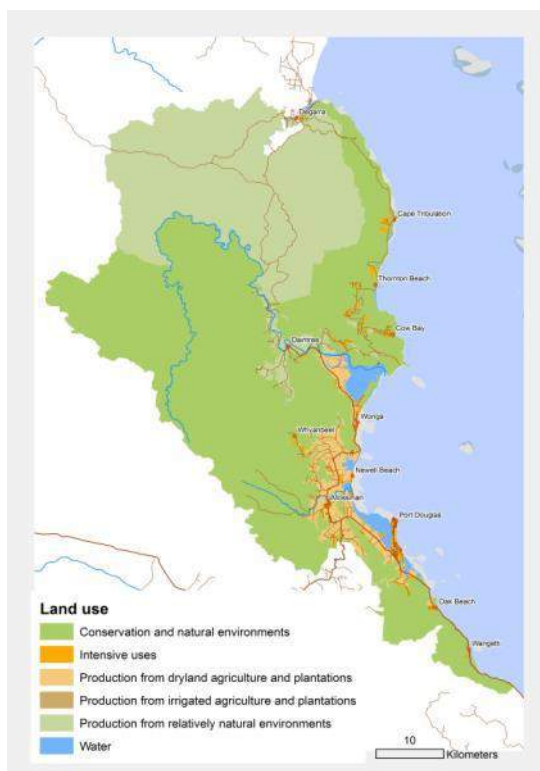 Degarra
Cape Tribulation
Thornton Beach
Cow Bay
Daintree
Wonga
Whyanbeel
Newell Beach
Mossman
Port Douglas
Oak Beach
Wangetti
Land use
Conservation and natural environments
Intensive uses
Production from dryland agriculture and plantations
Production from irrigated agriculture and plantations
Production from relatively natural environments
Water
10
Kilometers